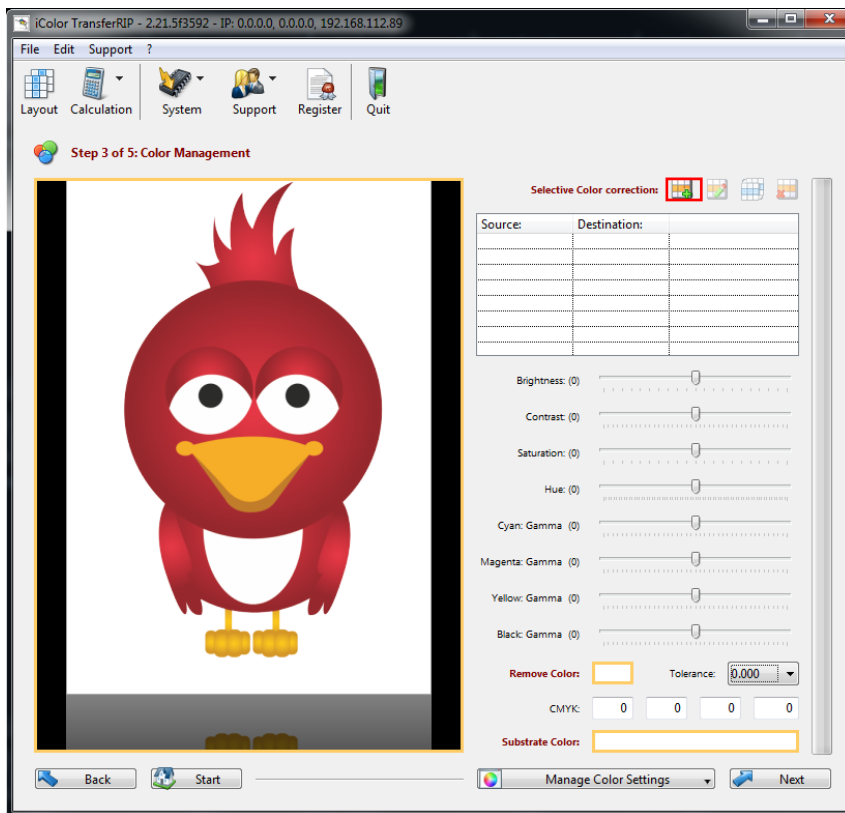 iColor TransferRIP - 2.21.5f3592 - IP: 0.0.0.0, 0.0.0.0, 192.168.112.89
File Edit Support ?
Layout Calculation System Support Register Quit
Step 3 of 5: Color Management
Selective Color correction:
Source: Destination:
Brightness: (0)
Contrast: (0)
Saturation: (0)
Hue: (0)
Cyan: Gamma (0)
Magenta: Gamma (0)
Yellow: Gamma (0)
Black: Gamma (0)
Remove Color: Tolerance: 0.000
CMYK: 0 0 0 0
Substrate Color:
Back Start Manage Color Settings Next